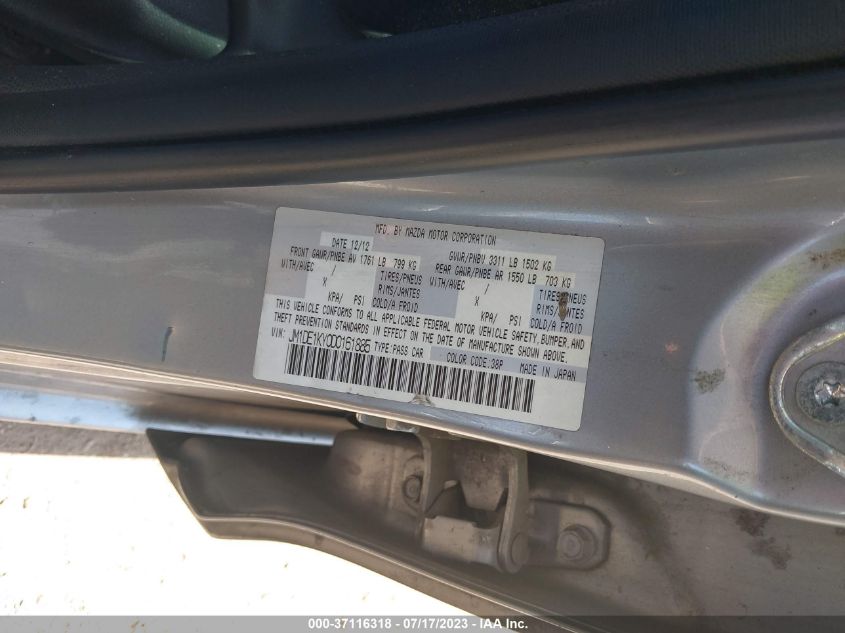 MFD. BY MAZDA MOTOR CORPORATION
DATE 12/12 GVWR/PNBV 3311 LB 1502 KG
FRONT GAWR/PNBE AV 1761 LB 799 KG REAR GAWR/PNBE AR 1550 LB 703 KG
WITH/AVEC / TIRES/PNEUS WITH/AVEC / TIRES/PNEUS
X RIMS/JANTES X RIMS/JANTES
KPA/ PSI COLD/A FROID KPA/ PSI COLD/A FROID
THIS VEHICLE CONFORMS TO ALL APPLICABLE FEDERAL MOTOR VEHICLE SAFETY, BUMPER, AND
THEFT PREVENTION STANDARDS IN EFFECT ON THE DATE OF MANUFACTURE SHOWN ABOVE.
VIN: JM1DE1KYXD0161885 TYPE:PASS CAR COLOR CODE:38P MADE IN JAPAN
000-37116318 - 07/17/2023 - IAA Inc.